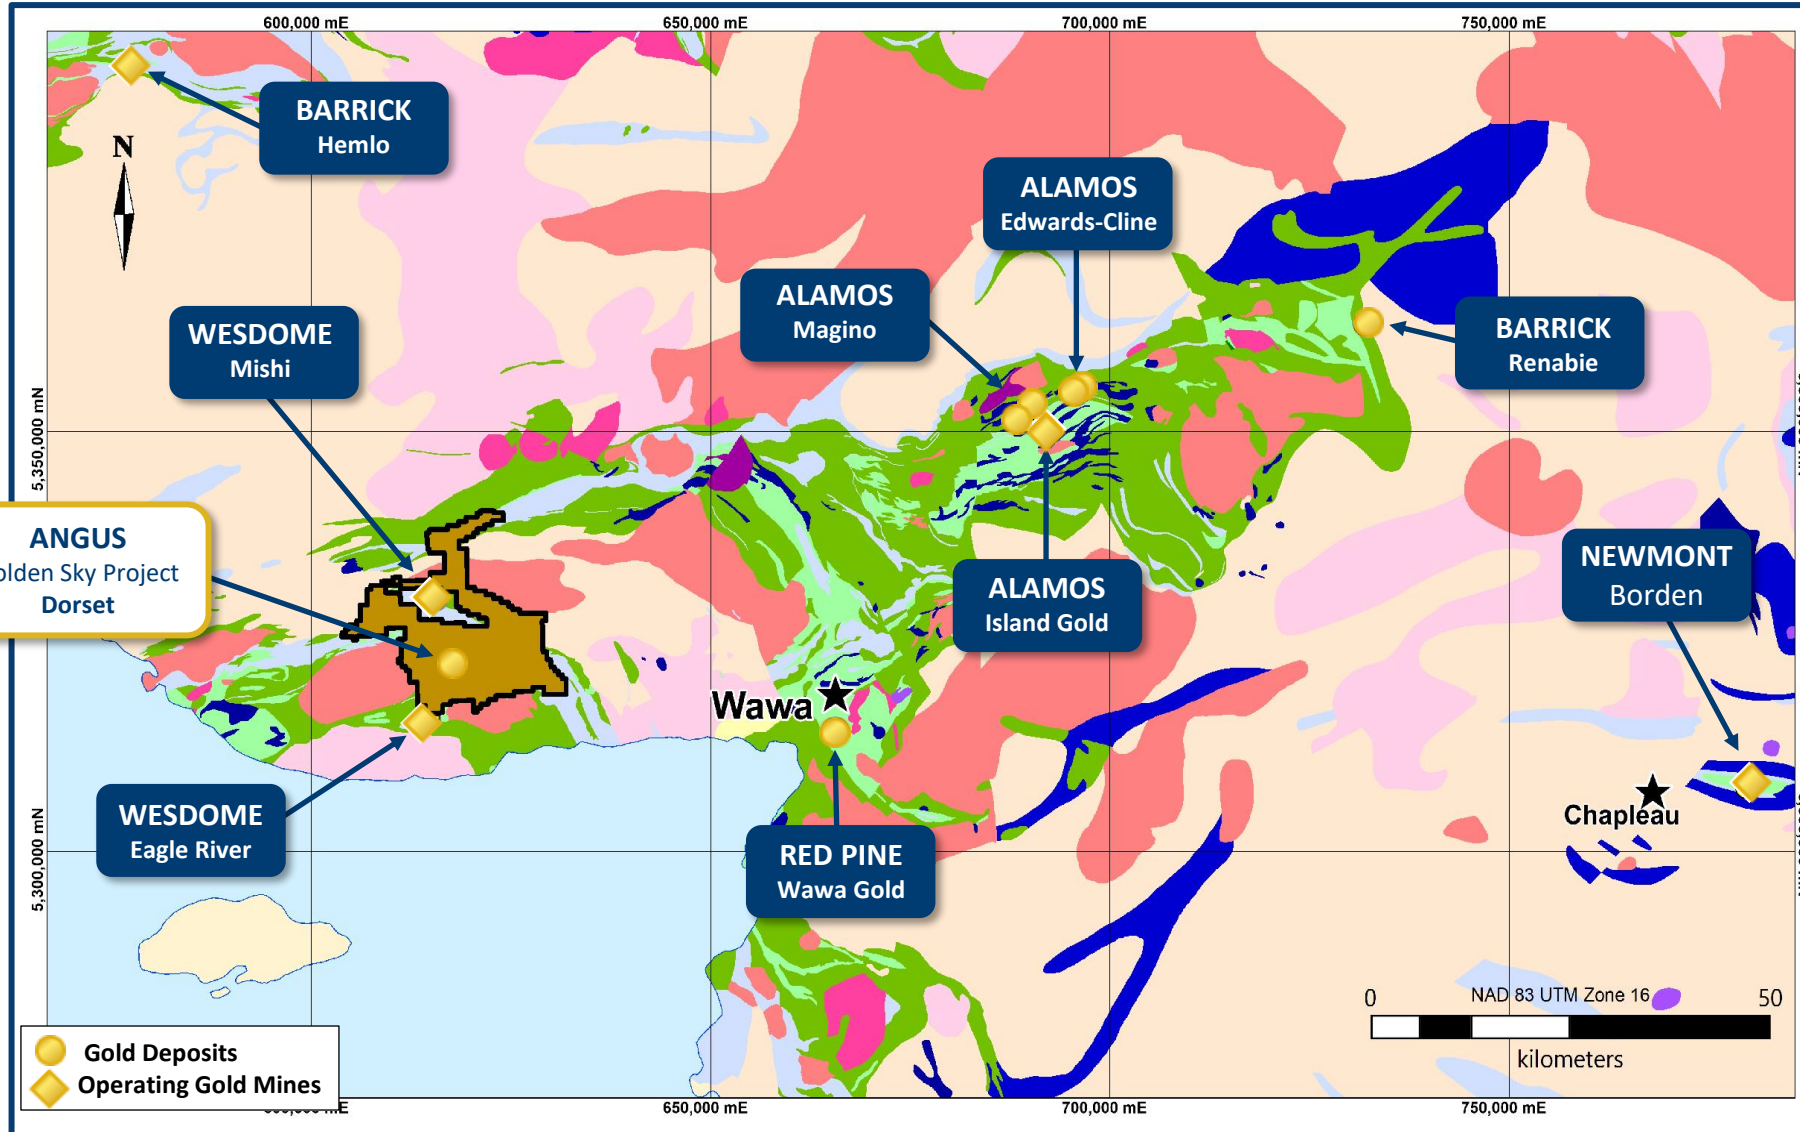 600,000 mE
650,000 mE
700,000 mE
750,000 mE
BARRICK
Hemlo
N
ALAMOS
Edwards-Cline
ALAMOS
Magino
WESDOME
Mishi
BARRICK
Renabie
5,350,000 mN
ANGUS
olden Sky Project
Dorset
NEWMONT
Borden
ALAMOS
Island Gold
Wawa
WESDOME
Eagle River
Chapleau
RED PINE
Wawa Gold
5,300,000 mN
0
NAD 83 UTM Zone 16
50
kilometers
Gold Deposits
Operating Gold Mines
650,000 mE
700,000 mE
750,000 mE